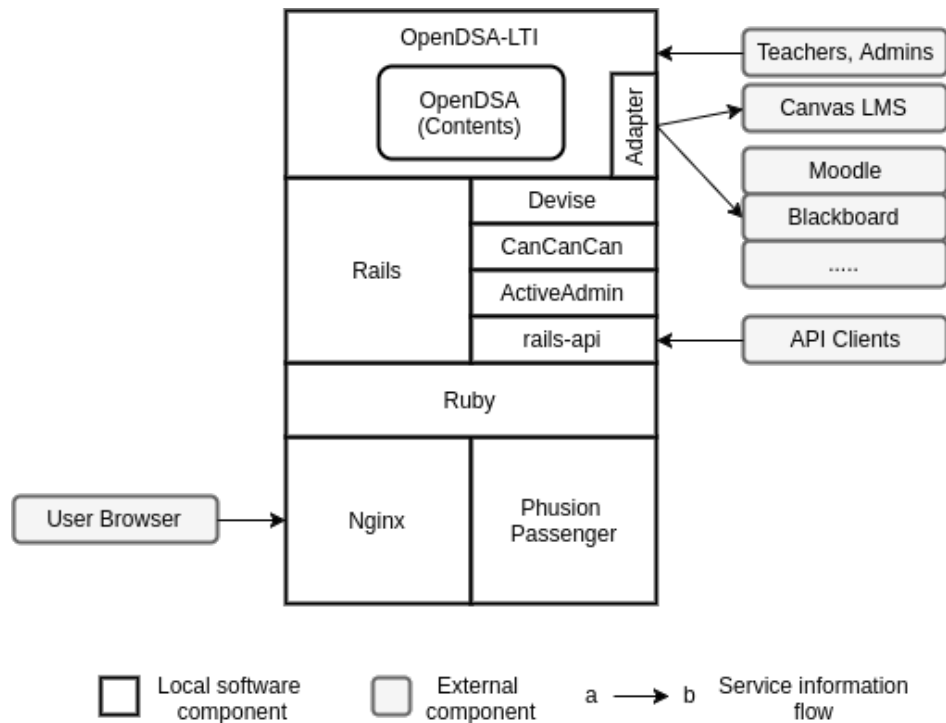 OpenDSA-LTI
OpenDSA
(Contents)
Adapter
Teachers, Admins
Canvas LMS
Moodle
Blackboard
.....
Devise
CanCanCan
ActiveAdmin
rails-api
Rails
API Clients
Ruby
User Browser
Nginx
Phusion
Passenger
Local software
component
External
component
a
b
Service information
flow